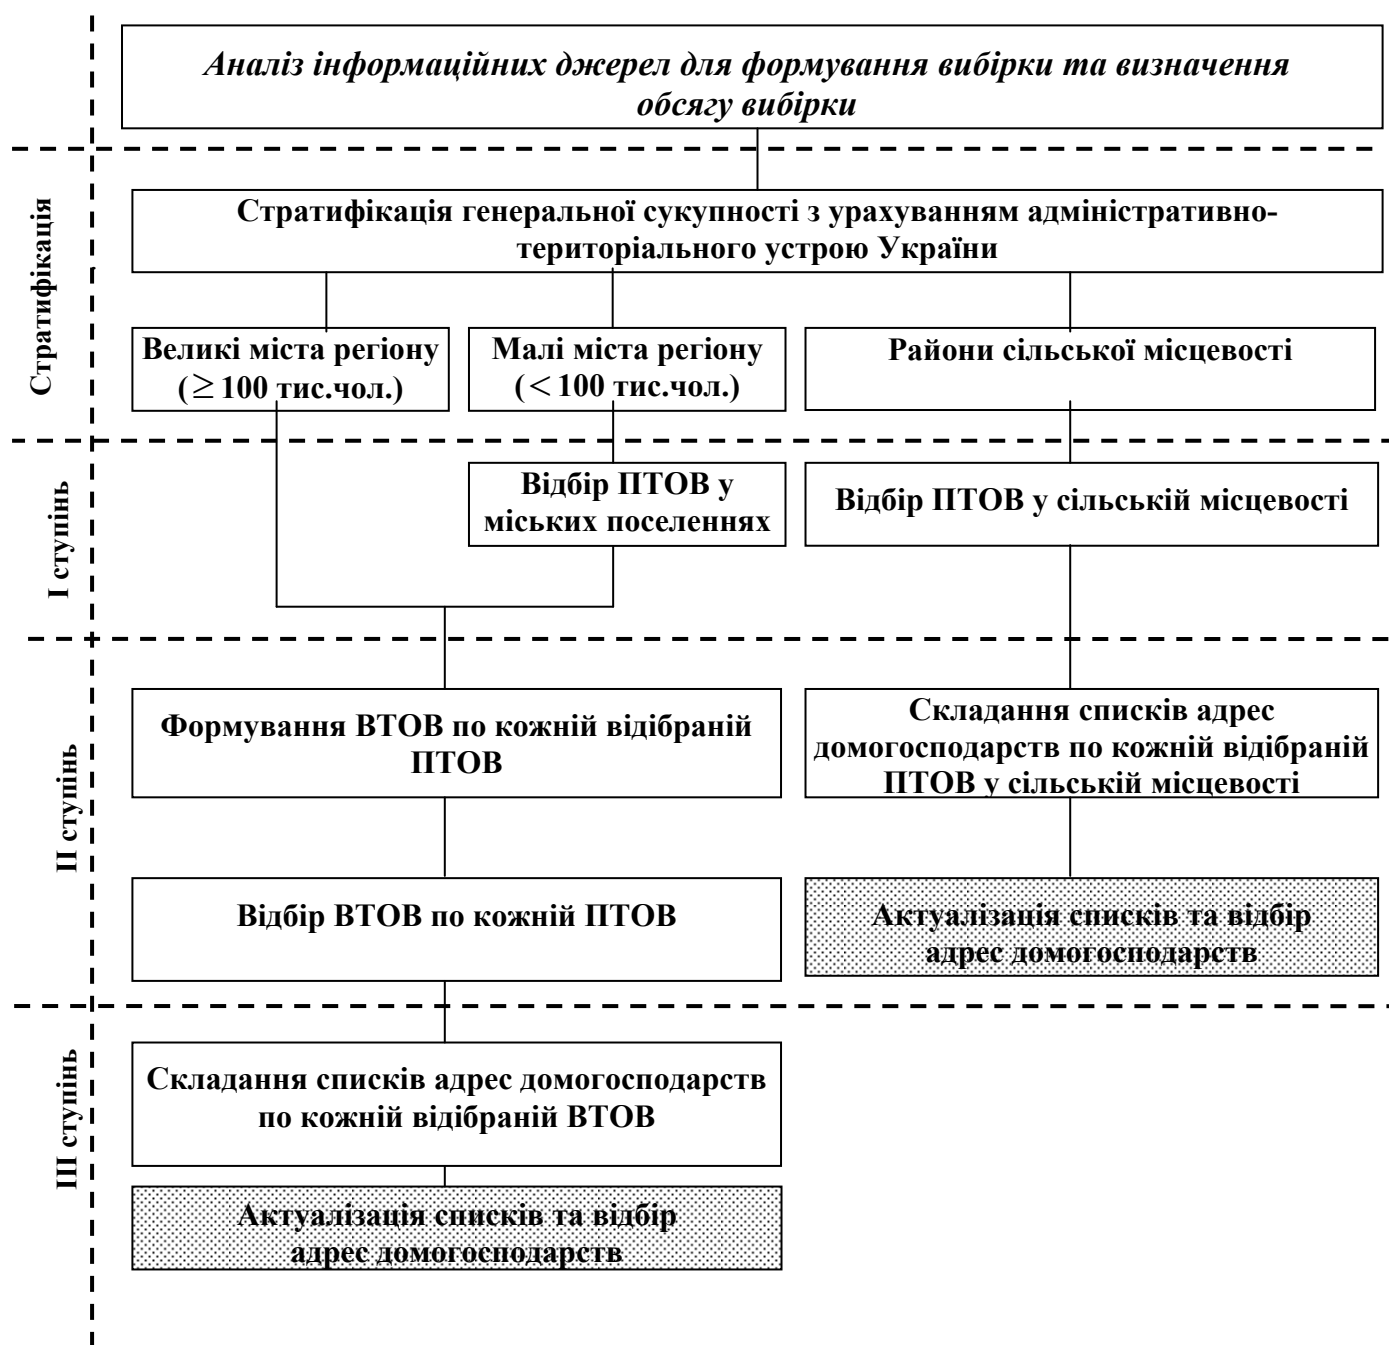 Аналіз інформаційних джерел для формування вибірки та визначення
обсягу вибірки
Стратифікація
Стратифікація генеральної сукупності з урахуванням адміністративно-
територіального устрою України
Великі міста регіону
(≥ 100 тис.чол.)
Малі міста регіону
(< 100 тис.чол.)
Райони сільської місцевості
І ступінь
Відбір ПТОВ у
міських поселеннях
Відбір ПТОВ у сільській місцевості
ІІ ступінь
Формування ВТОВ по кожній відібраній
ПТОВ
Складання списків адрес
домогосподарств по кожній відібраній
ПТОВ у сільській місцевості
Відбір ВТОВ по кожній ПТОВ
Актуалізація списків та відбір
адрес домогосподарств
ІІІ ступінь
Складання списків адрес домогосподарств
по кожній відібраній ВТОВ
Актуалізація списків та відбір
адрес домогосподарств